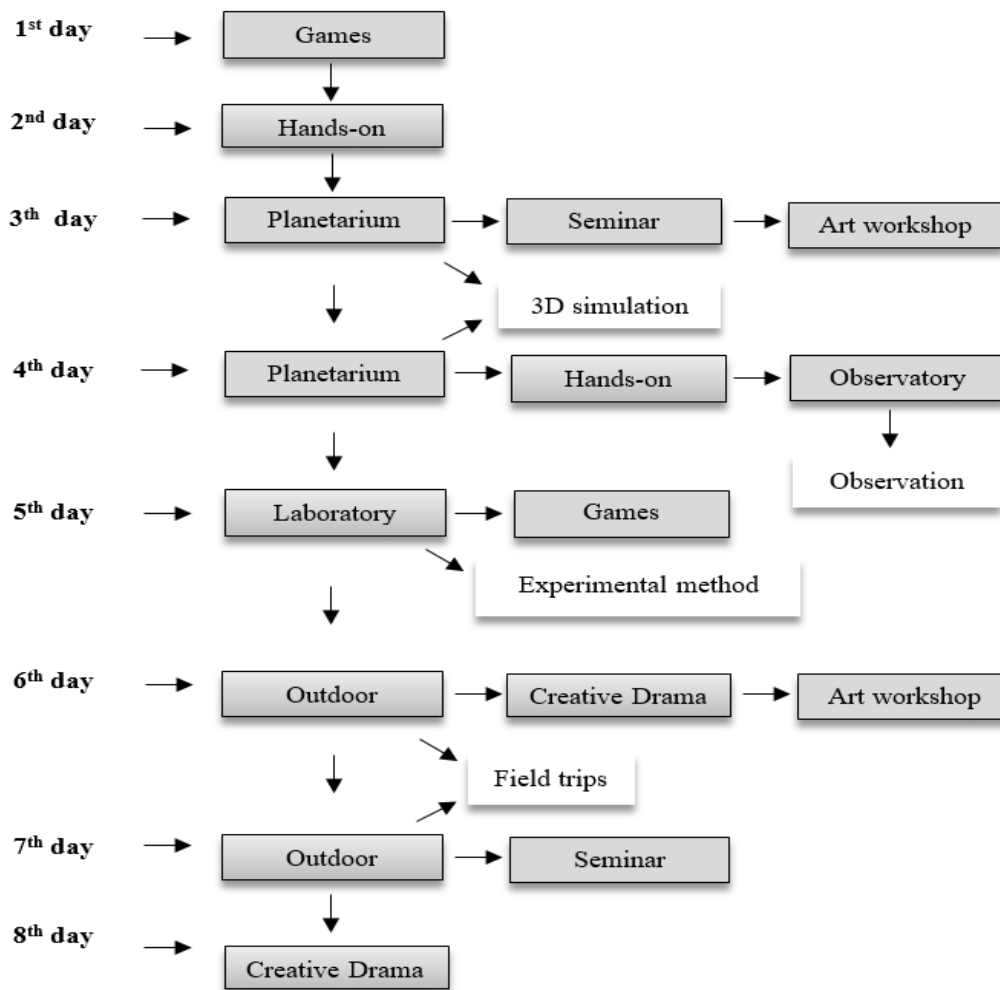 1st day
Games
2nd day
Hands-on
3th day
Planetarium
Seminar
Art workshop
3D simulation
4th day
Planetarium
Hands-on
Observatory
Observation
5th day
Laboratory
Games
Experimental method
6th day
Outdoor
Creative Drama
Art workshop
Field trips
7th day
Outdoor
Seminar
8th day
Creative Drama